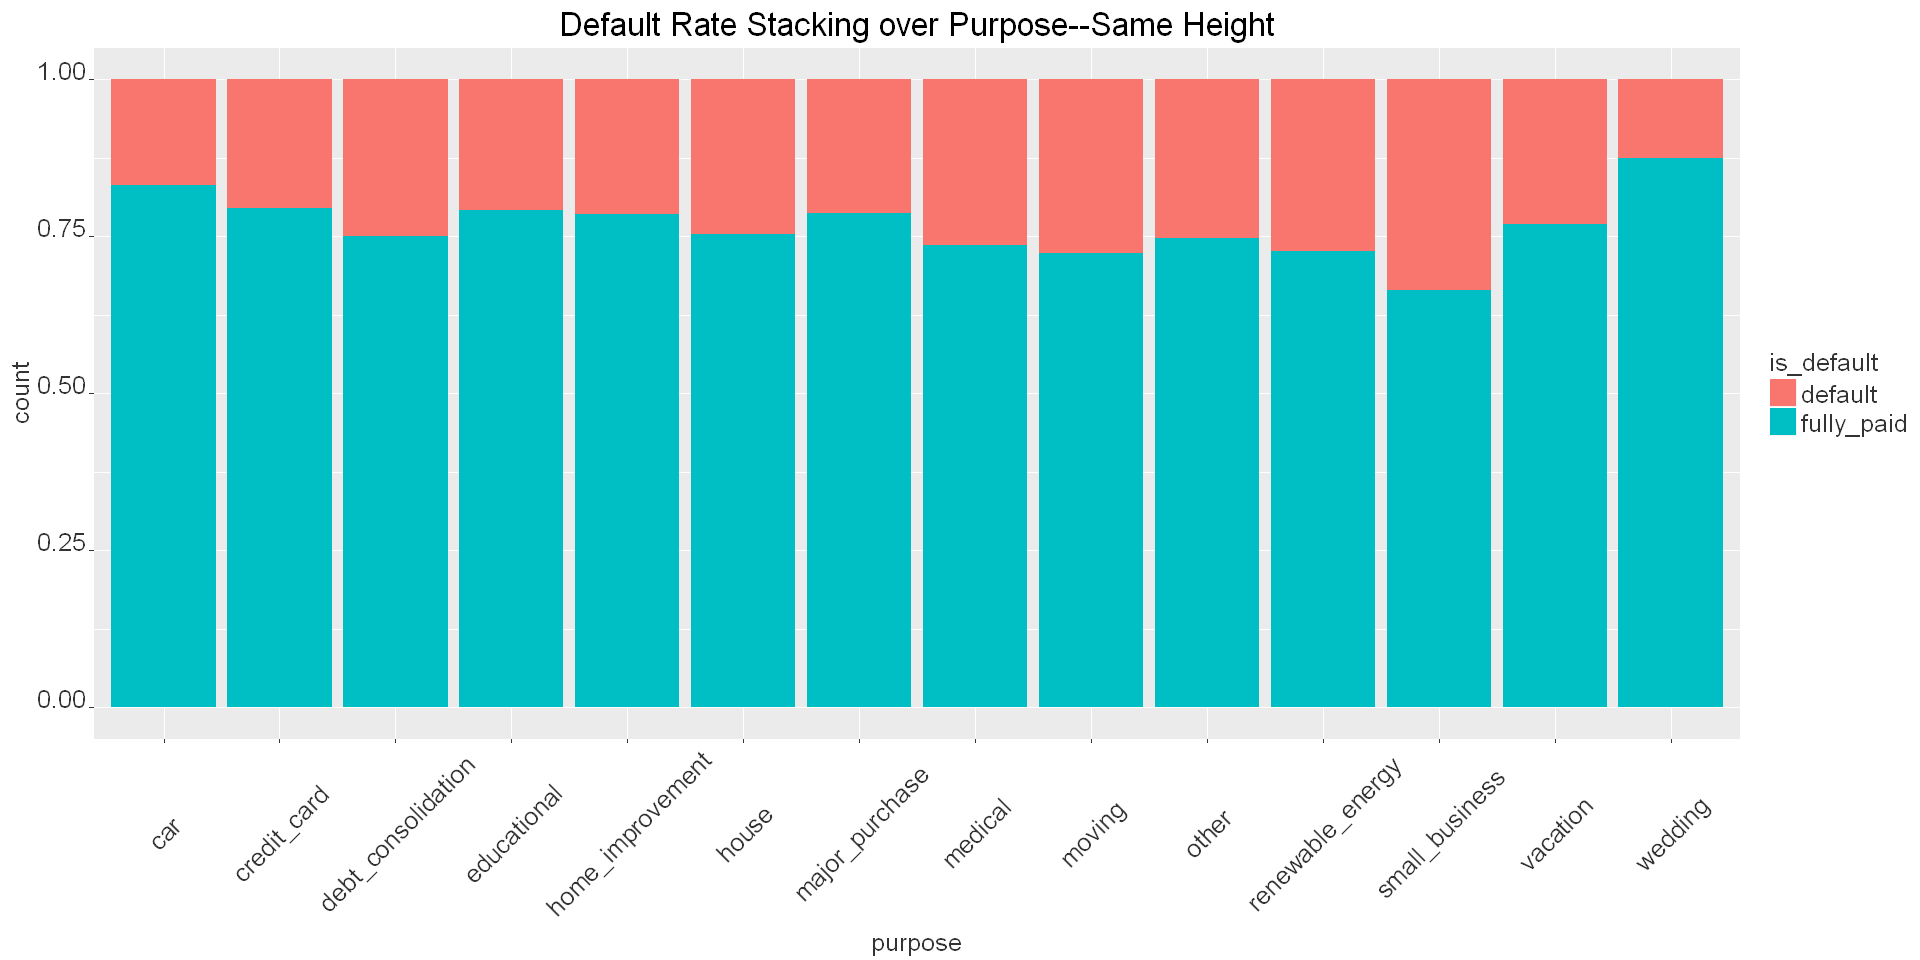 Default Rate Stacking over Purpose--Same Height
1.00
0.75
0.50
0.25
0.00
count
car
credit_card
debt_consolidation
educational
home_improvement
house
major_purchase
medical
moving
other
renewable_energy
small_business
vacation
wedding
purpose
is_default
default
fully_paid